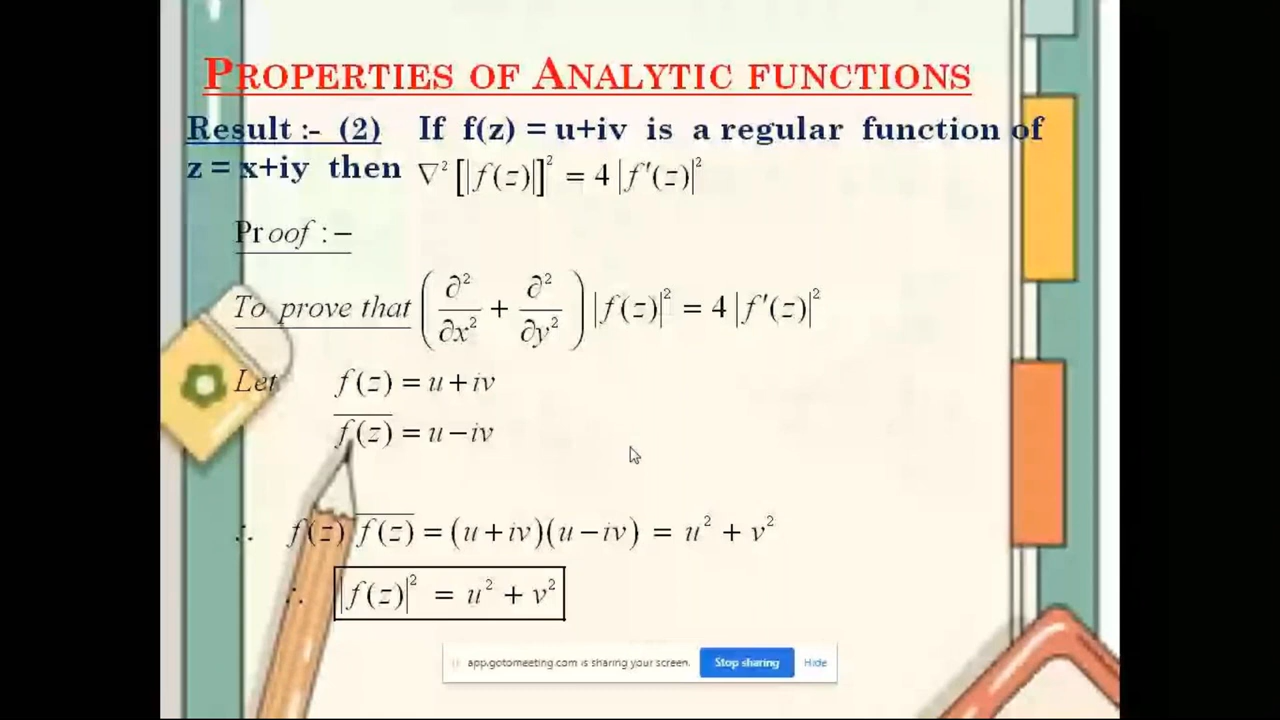 PROPERTIES OF ANALYTIC FUNCTIONS
Result :- (2) If f(z) = u+iv is a regular function of
z = x+iy then ∇² [|f(z)|]² = 4 |f'(z)|²
Proof : −
To prove that (∂²/∂x² + ∂²/∂y²) |f(z)|² = 4 |f'(z)|²
Let f(z) = u + iv
f̅(̅z̅)̅ = u − iv
∴ f(z) f̅(̅z̅)̅ = (u + iv)(u − iv) = u² + v²
∴ |f(z)|² = u² + v²
app.gotomeeting.com is sharing your screen. Stop sharing Hide